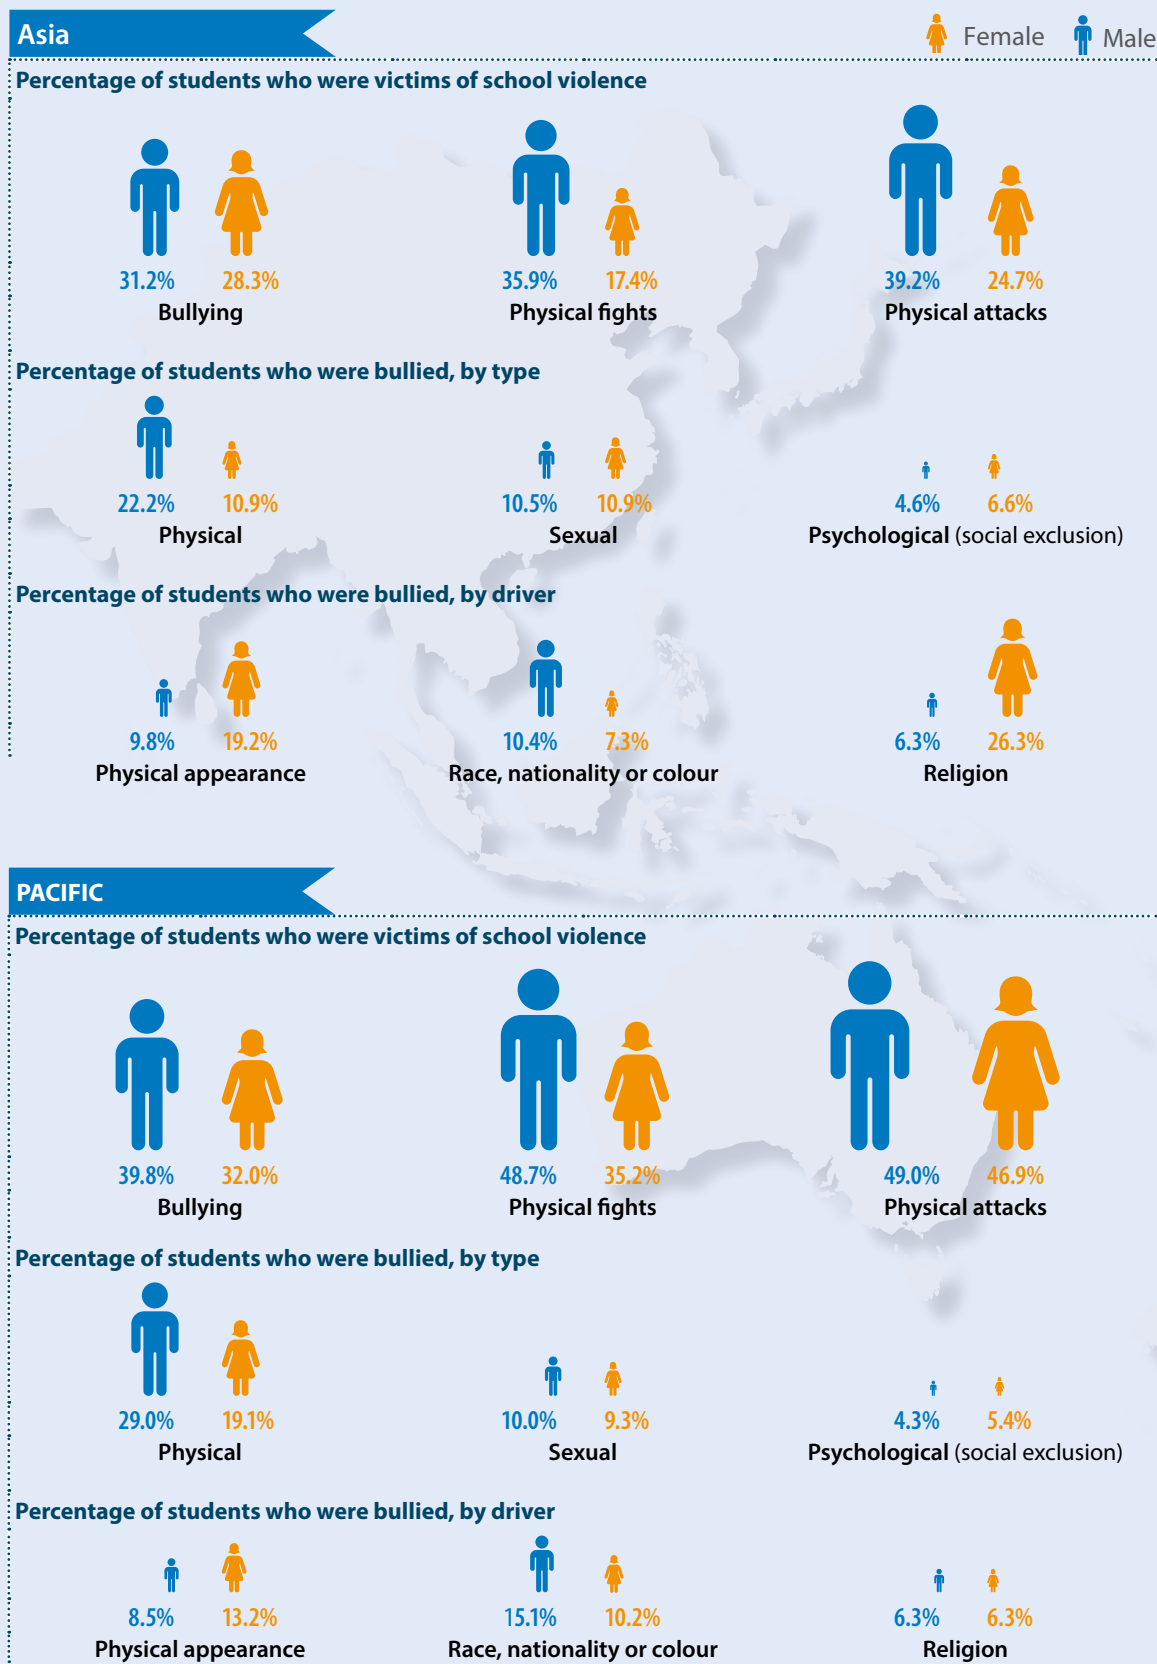 Asia
Female Male
Percentage of students who were victims of school violence
31.2% 28.3% 35.9% 17.4% 39.2% 24.7%
Bullying Physical fights Physical attacks
Percentage of students who were bullied, by type
22.2% 10.9% 10.5% 10.9% 4.6% 6.6%
Physical Sexual Psychological (social exclusion)
Percentage of students who were bullied, by driver
9.8% 19.2% 10.4% 7.3% 6.3% 26.3%
Physical appearance Race, nationality or colour Religion
PACIFIC
Percentage of students who were victims of school violence
39.8% 32.0% 48.7% 35.2% 49.0% 46.9%
Bullying Physical fights Physical attacks
Percentage of students who were bullied, by type
29.0% 19.1% 10.0% 9.3% 4.3% 5.4%
Physical Sexual Psychological (social exclusion)
Percentage of students who were bullied, by driver
8.5% 13.2% 15.1% 10.2% 6.3% 6.3%
Physical appearance Race, nationality or colour Religion